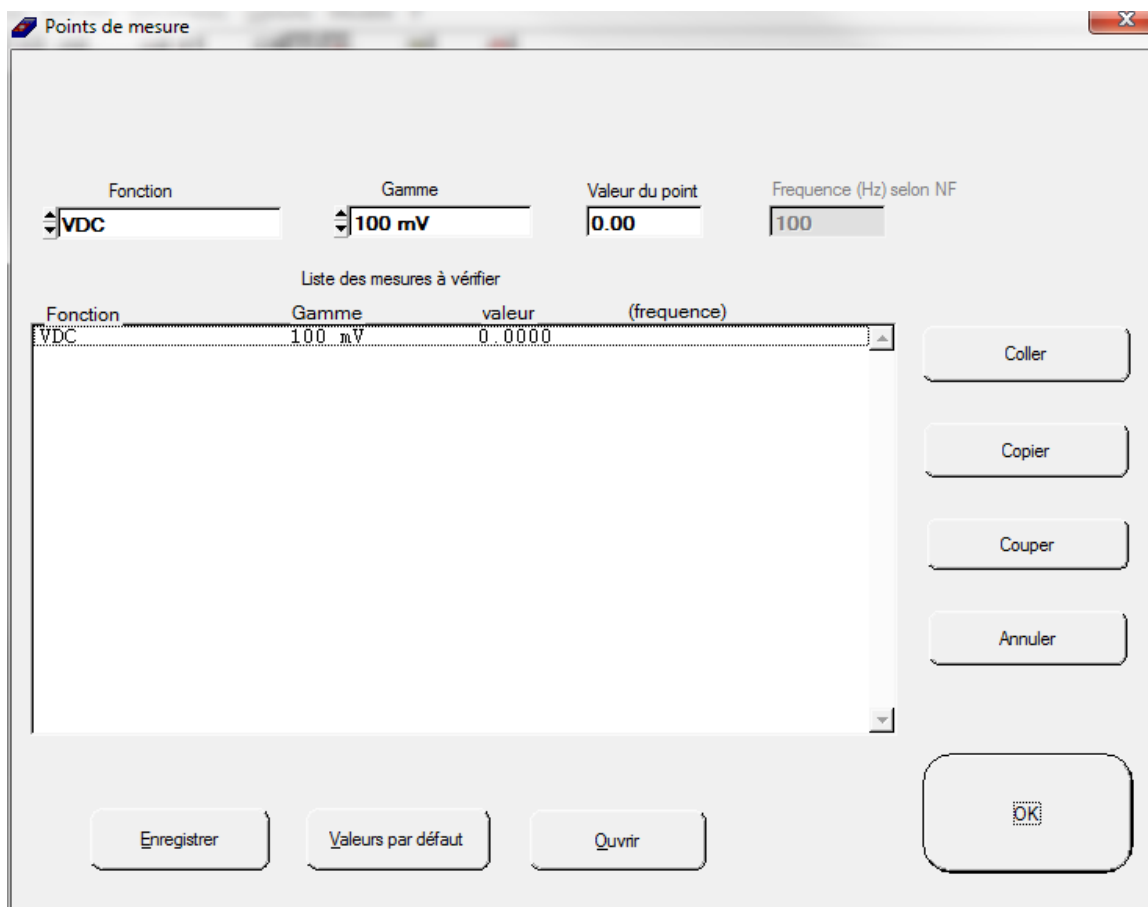 Points de mesure
Fonction Gamme Valeur du point Frequence (Hz) selon NF
VDC 100 mV 0.00 100
Liste des mesures à vérifier
Fonction Gamme valeur (frequence)
VDC 100 mV 0.0000
Coller
Copier
Couper
Annuler
OK
Enregistrer Valeurs par défaut Ouvrir